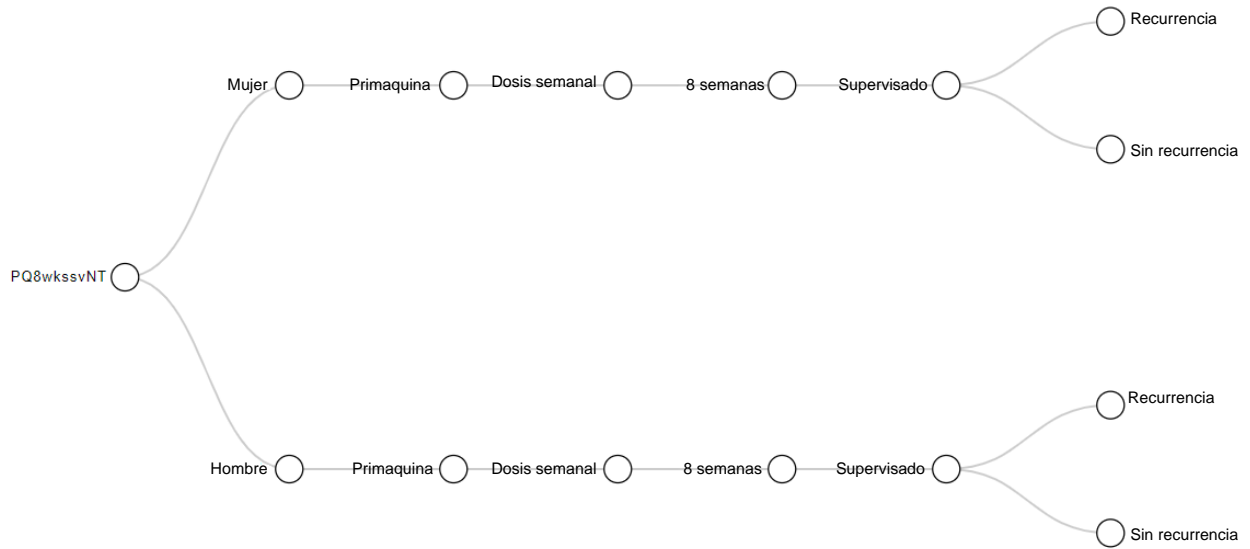 Recurrencia
Mujer Primaquina Dosis semanal 8 semanas Supervisado
Sin recurrencia
PQ8wkssvNT
Recurrencia
Hombre Primaquina Dosis semanal 8 semanas Supervisado
Sin recurrencia